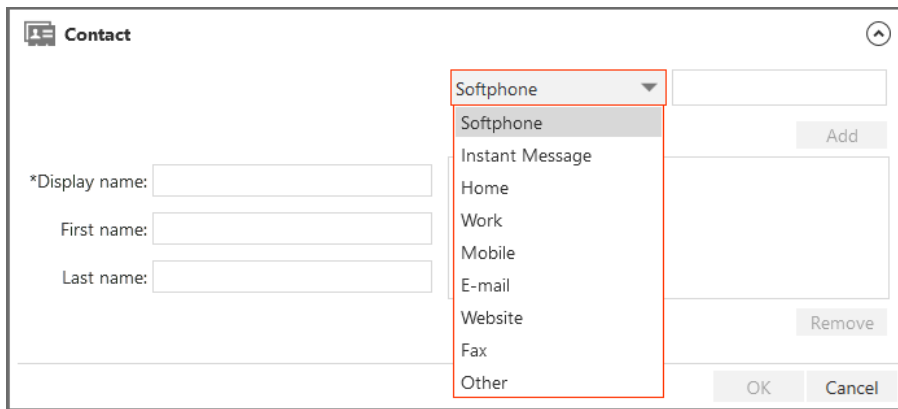 Contact
Softphone
Softphone
Instant Message
Home
Work
Mobile
E-mail
Website
Fax
Other
Add
*Display name:
First name:
Last name:
Remove
OK
Cancel